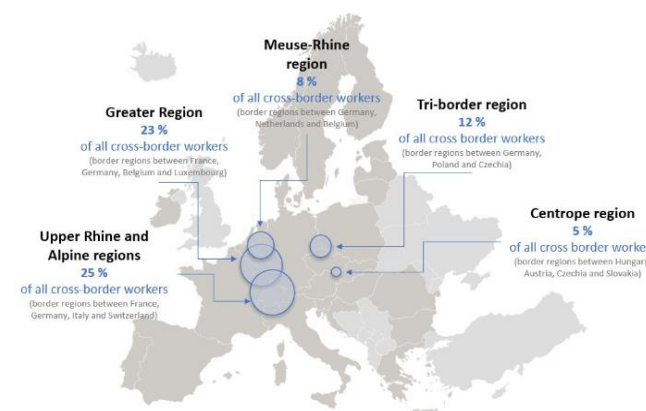 Meuse-Rhine
region
8 %
of all cross-border workers
(border regions between Germany,
Netherlands and Belgium)
Greater Region
23 %
of all cross-border workers
(border regions between France,
Germany, Belgium and Luxembourg)
Tri-border region
12 %
of all cross border workers
(border regions between Germany,
Poland and Czechia)
Centrope region
5 %
of all cross border worke
(border regions between Hungary
Austria, Czechia and Slovakia)
Upper Rhine and
Alpine regions
25 %
of all cross-border workers
(border regions between France,
Germany, Italy and Switzerland)